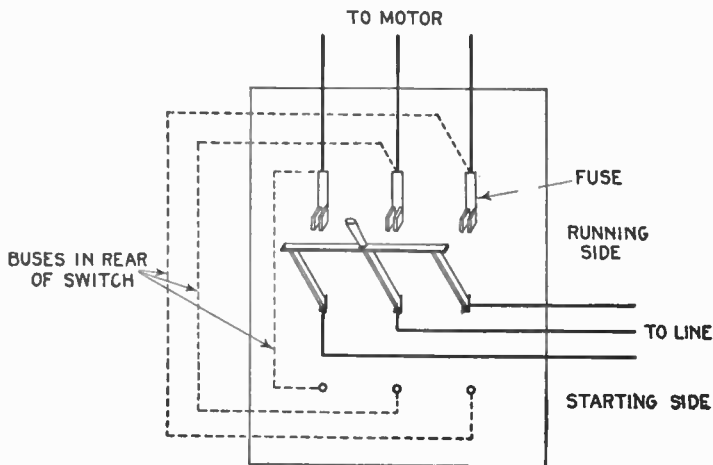 TO MOTOR
FUSE
RUNNING
SIDE
BUSES IN REAR
OF SWITCH
TO LINE
STARTING SIDE